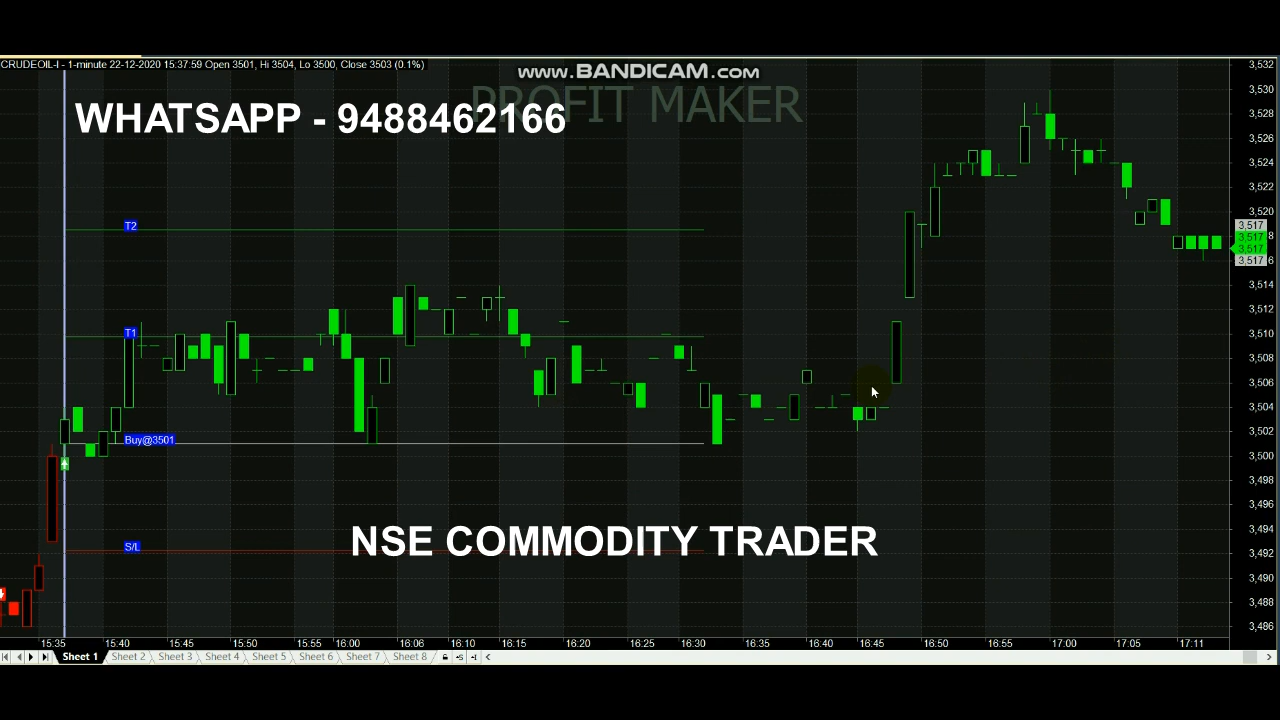 CRUDEOIL-I - 1-minute 22-12-2020 15:37:59 Open 3501, Hi 3504, Lo 3500, Close 3503 (0.1%)
www.BANDICAM.com
PROFIT MAKER
WHATSAPP - 9488462166
T2
T1
Buy@3501
S/L
NSE COMMODITY TRADER
3,532
3,530
3,528
3,526
3,524
3,522
3,520
3,517
3,517
3,517
3,517
3,514
3,512
3,510
3,508
3,506
3,504
3,502
3,500
3,498
3,496
3,494
3,492
3,490
3,488
3,486
15:35 15:40 15:45 15:50 15:55 16:00 16:06 16:10 16:15 16:20 16:25 16:30 16:35 16:40 16:45 16:50 16:55 17:00 17:05 17:11
Sheet 1 Sheet 2 Sheet 3 Sheet 4 Sheet 5 Sheet 6 Sheet 7 Sheet 8